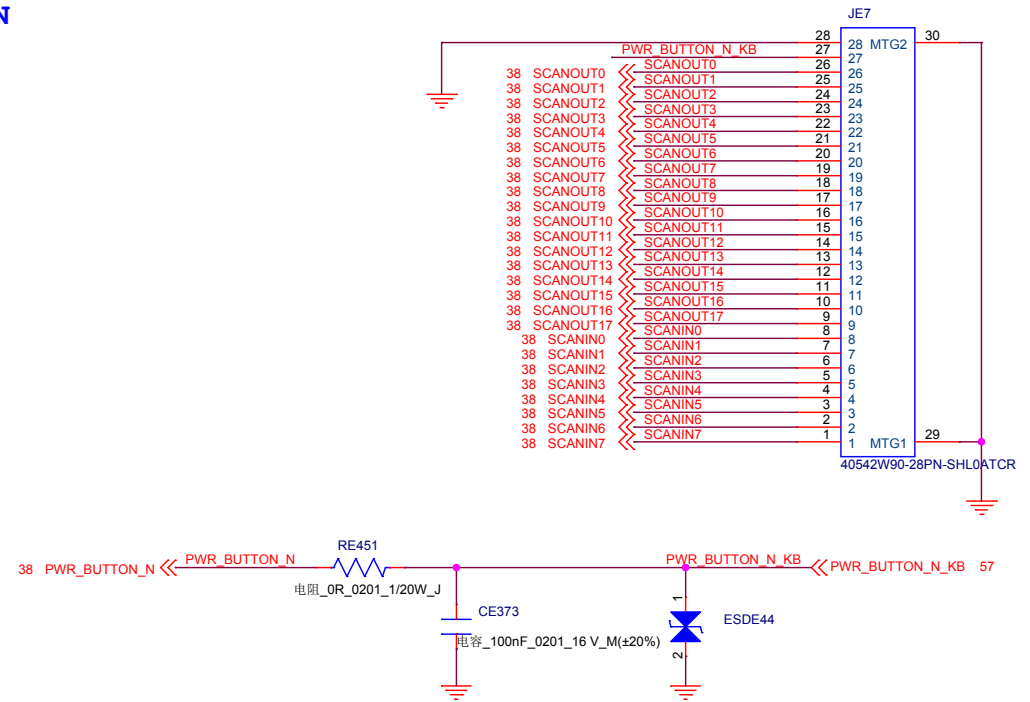 N
JE7
28 28 MTG2 30
PWR_BUTTON_N_KB 27 27
38 SCANOUT0 SCANOUT0 26 26
38 SCANOUT1 SCANOUT1 25 25
38 SCANOUT2 SCANOUT2 24 24
38 SCANOUT3 SCANOUT3 23 23
38 SCANOUT4 SCANOUT4 22 22
38 SCANOUT5 SCANOUT5 21 21
38 SCANOUT6 SCANOUT6 20 20
38 SCANOUT7 SCANOUT7 19 19
38 SCANOUT8 SCANOUT8 18 18
38 SCANOUT9 SCANOUT9 17 17
38 SCANOUT10 SCANOUT10 16 16
38 SCANOUT11 SCANOUT11 15 15
38 SCANOUT12 SCANOUT12 14 14
38 SCANOUT13 SCANOUT13 13 13
38 SCANOUT14 SCANOUT14 12 12
38 SCANOUT15 SCANOUT15 11 11
38 SCANOUT16 SCANOUT16 10 10
38 SCANOUT17 SCANOUT17 9 9
38 SCANIN0 SCANIN0 8 8
38 SCANIN1 SCANIN1 7 7
38 SCANIN2 SCANIN2 6 6
38 SCANIN3 SCANIN3 5 5
38 SCANIN4 SCANIN4 4 4
38 SCANIN5 SCANIN5 3 3
38 SCANIN6 SCANIN6 2 2
38 SCANIN7 SCANIN7 1 1 MTG1 29
40542W90-28PN-SHL0ATCR
RE451
38 PWR_BUTTON_N PWR_BUTTON_N PWR_BUTTON_N_KB PWR_BUTTON_N_KB 57
电阻_0R_0201_1/20W_J
1
CE373
ESDE44
电容_100nF_0201_16 V_M(±20%)
2